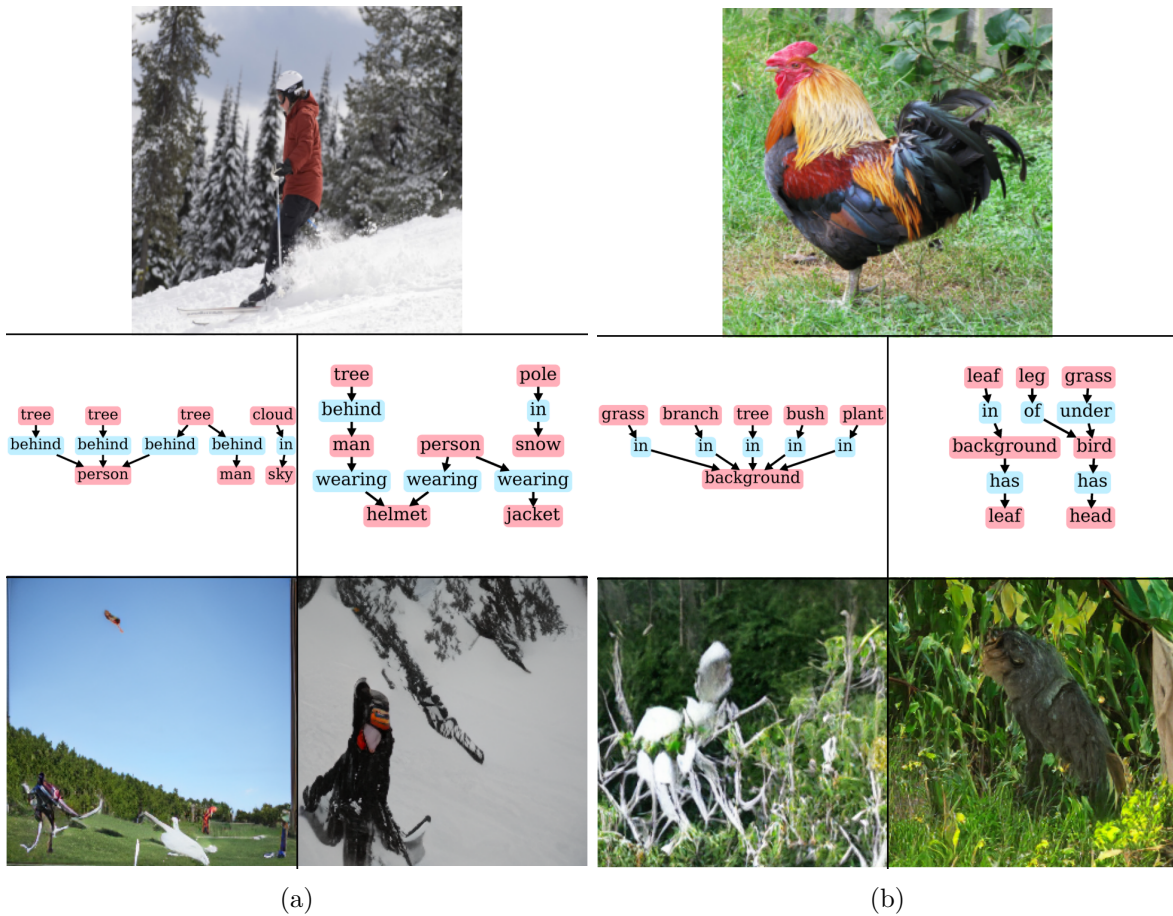 tree tree tree cloud
behind behind behind behind in
person man sky
tree pole
behind in
man person snow
wearing wearing wearing
helmet jacket
grass branch tree bush plant
in in in in in
background
leaf leg grass
in of under
background bird
has has
leaf head
(a) (b)